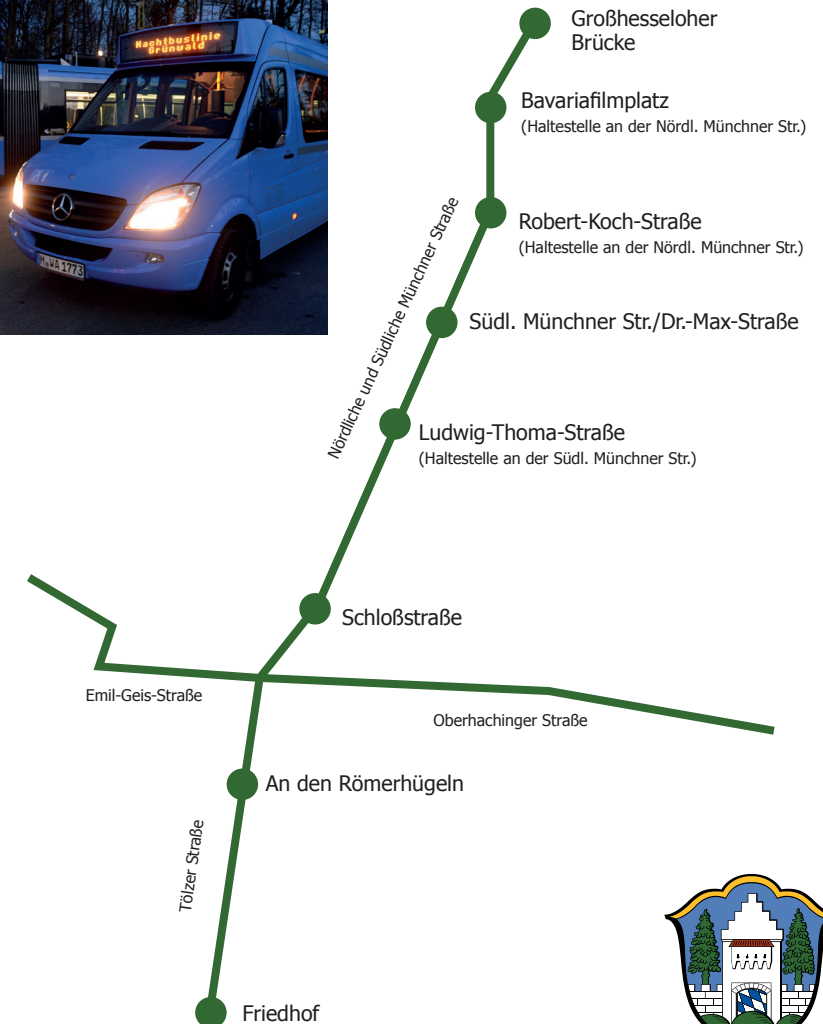 Nachtbuslinie
Grünwald
M WA 1773
Großhesseloher
Brücke
Bavariafilmplatz
(Haltestelle an der Nördl. Münchner Str.)
Robert-Koch-Straße
(Haltestelle an der Nördl. Münchner Str.)
Nördliche und Südliche Münchner Straße
Südl. Münchner Str./Dr.-Max-Straße
Ludwig-Thoma-Straße
(Haltestelle an der Südl. Münchner Str.)
Schloßstraße
Emil-Geis-Straße
Oberhachinger Straße
An den Römerhügeln
Tölzer Straße
Friedhof